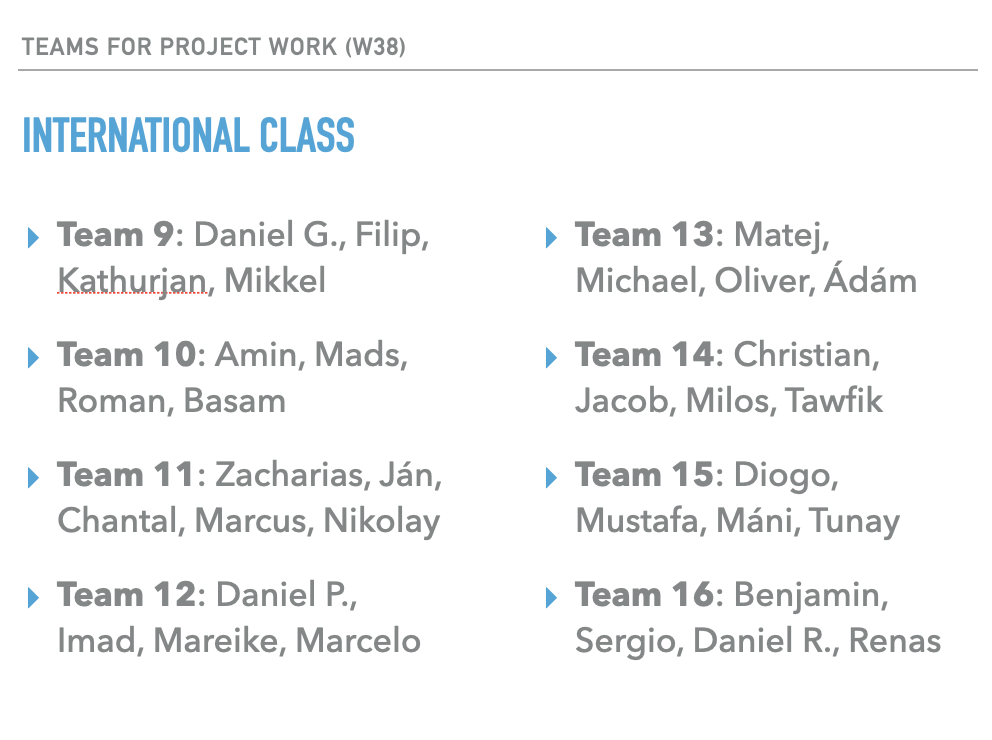 TEAMS FOR PROJECT WORK (W38)
INTERNATIONAL CLASS
Team 9: Daniel G., Filip,
Kathurjan, Mikkel
Team 10: Amin, Mads,
Roman, Basam
Team 11: Zacharias, Ján,
Chantal, Marcus, Nikolay
Team 12: Daniel P.,
Imad, Mareike, Marcelo
Team 13: Matej,
Michael, Oliver, Ádám
Team 14: Christian,
Jacob, Milos, Tawfik
Team 15: Diogo,
Mustafa, Máni, Tunay
Team 16: Benjamin,
Sergio, Daniel R., Renas